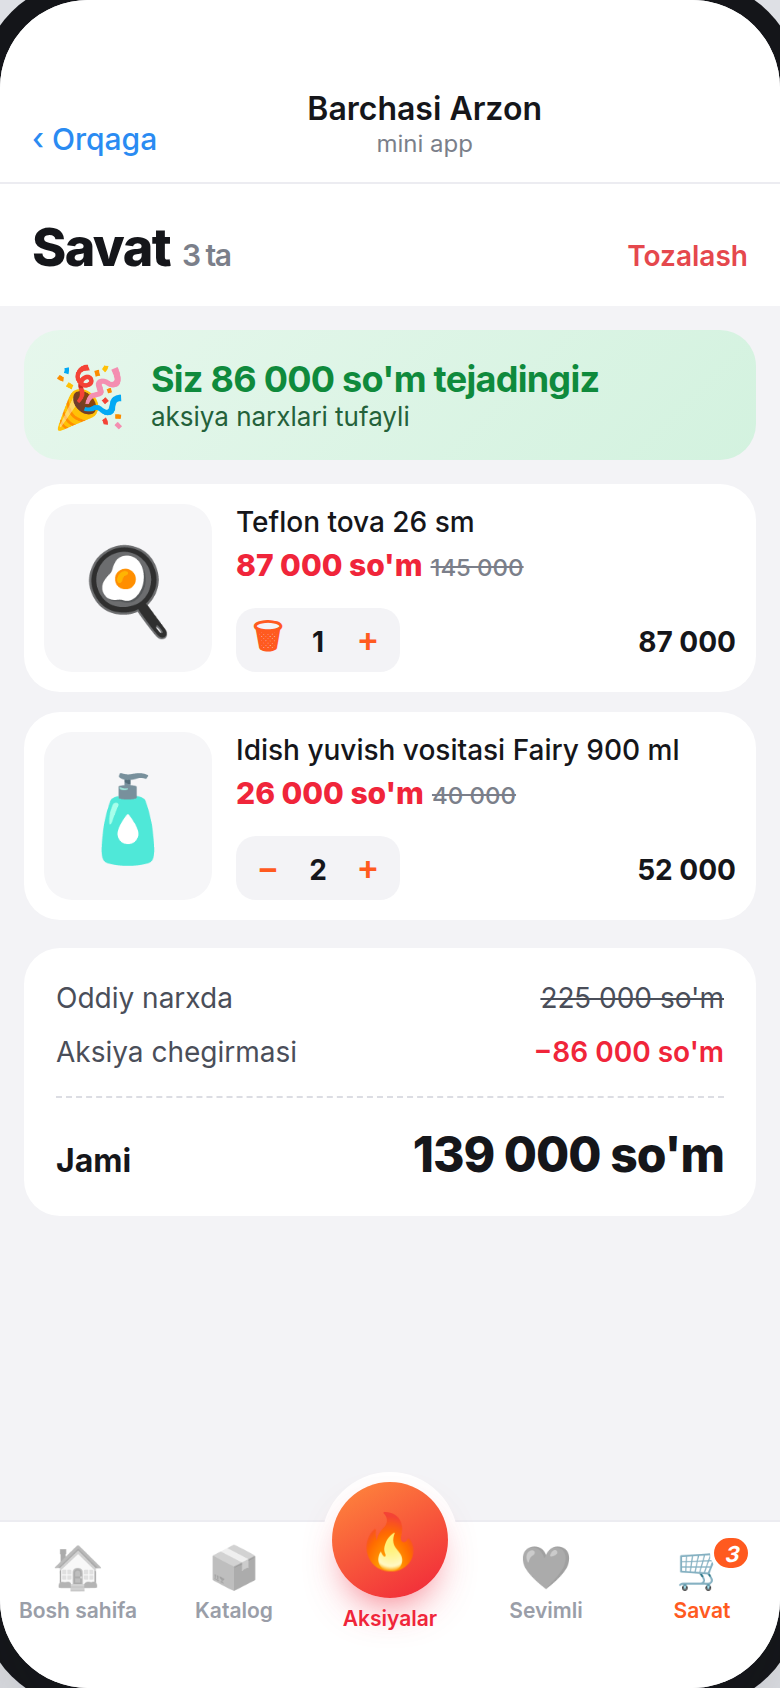 Barchasi Arzon
‹ Orqaga
mini app
Savat 3 ta
Tozalash
Siz 86 000 so'm tejadingiz
aksiya narxlari tufayli
Teflon tova 26 sm
87 000 so'm 145 000
1 +
87 000
Idish yuvish vositasi Fairy 900 ml
26 000 so'm 40 000
− 2 +
52 000
Oddiy narxda 225 000 so'm
Aksiya chegirmasi −86 000 so'm
Jami 139 000 so'm
3
Bosh sahifa
Katalog
Aksiyalar
Sevimli
Savat